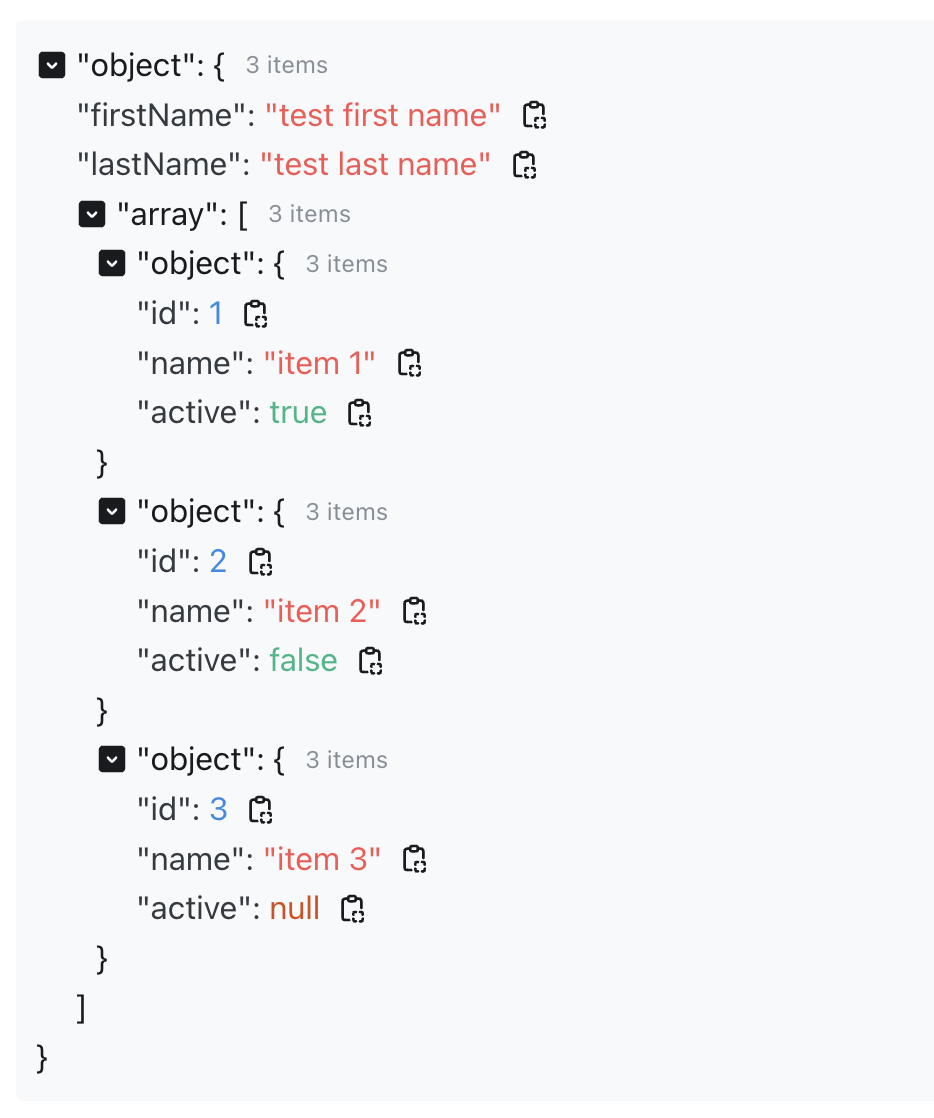 "object": { 3 items
"firstName": "test first name"
"lastName": "test last name"
"array": [ 3 items
"object": { 3 items
"id": 1
"name": "item 1"
"active": true
}
"object": { 3 items
"id": 2
"name": "item 2"
"active": false
}
"object": { 3 items
"id": 3
"name": "item 3"
"active": null
}
]
}